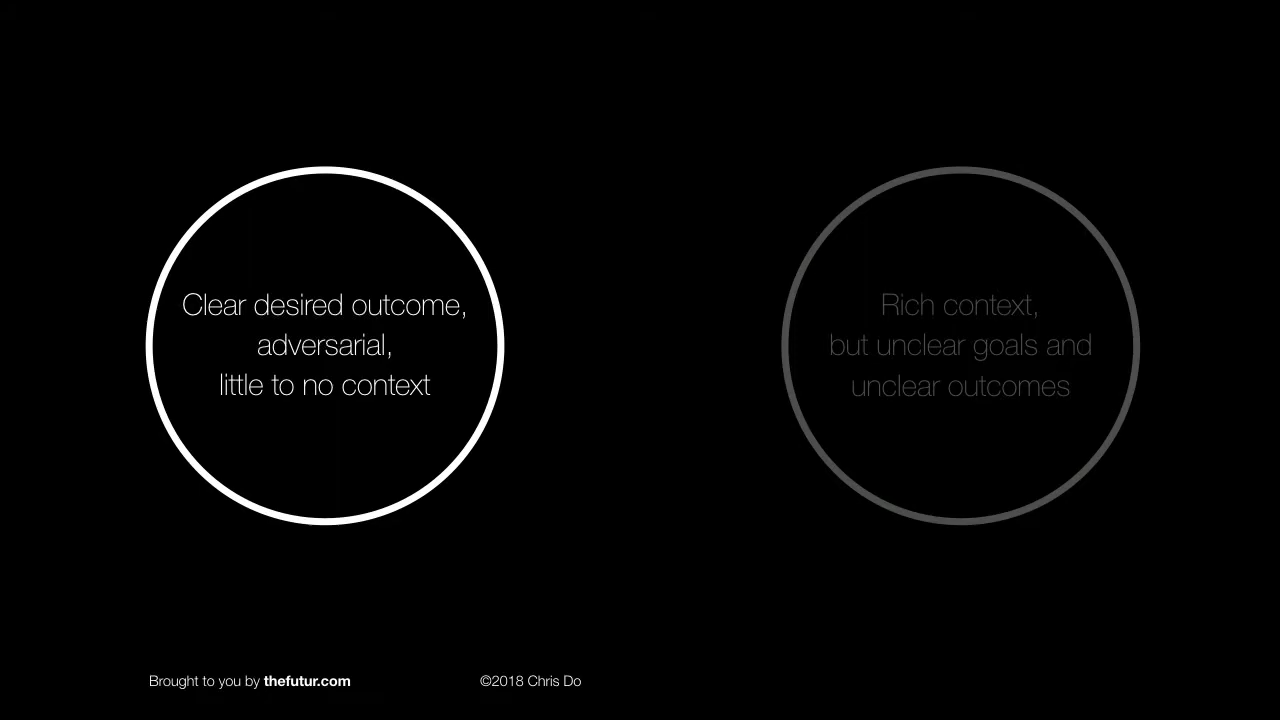 Clear desired outcome,
adversarial,
little to no context
Rich context,
but unclear goals and
unclear outcomes
Brought to you by thefutur.com
©2018 Chris Do